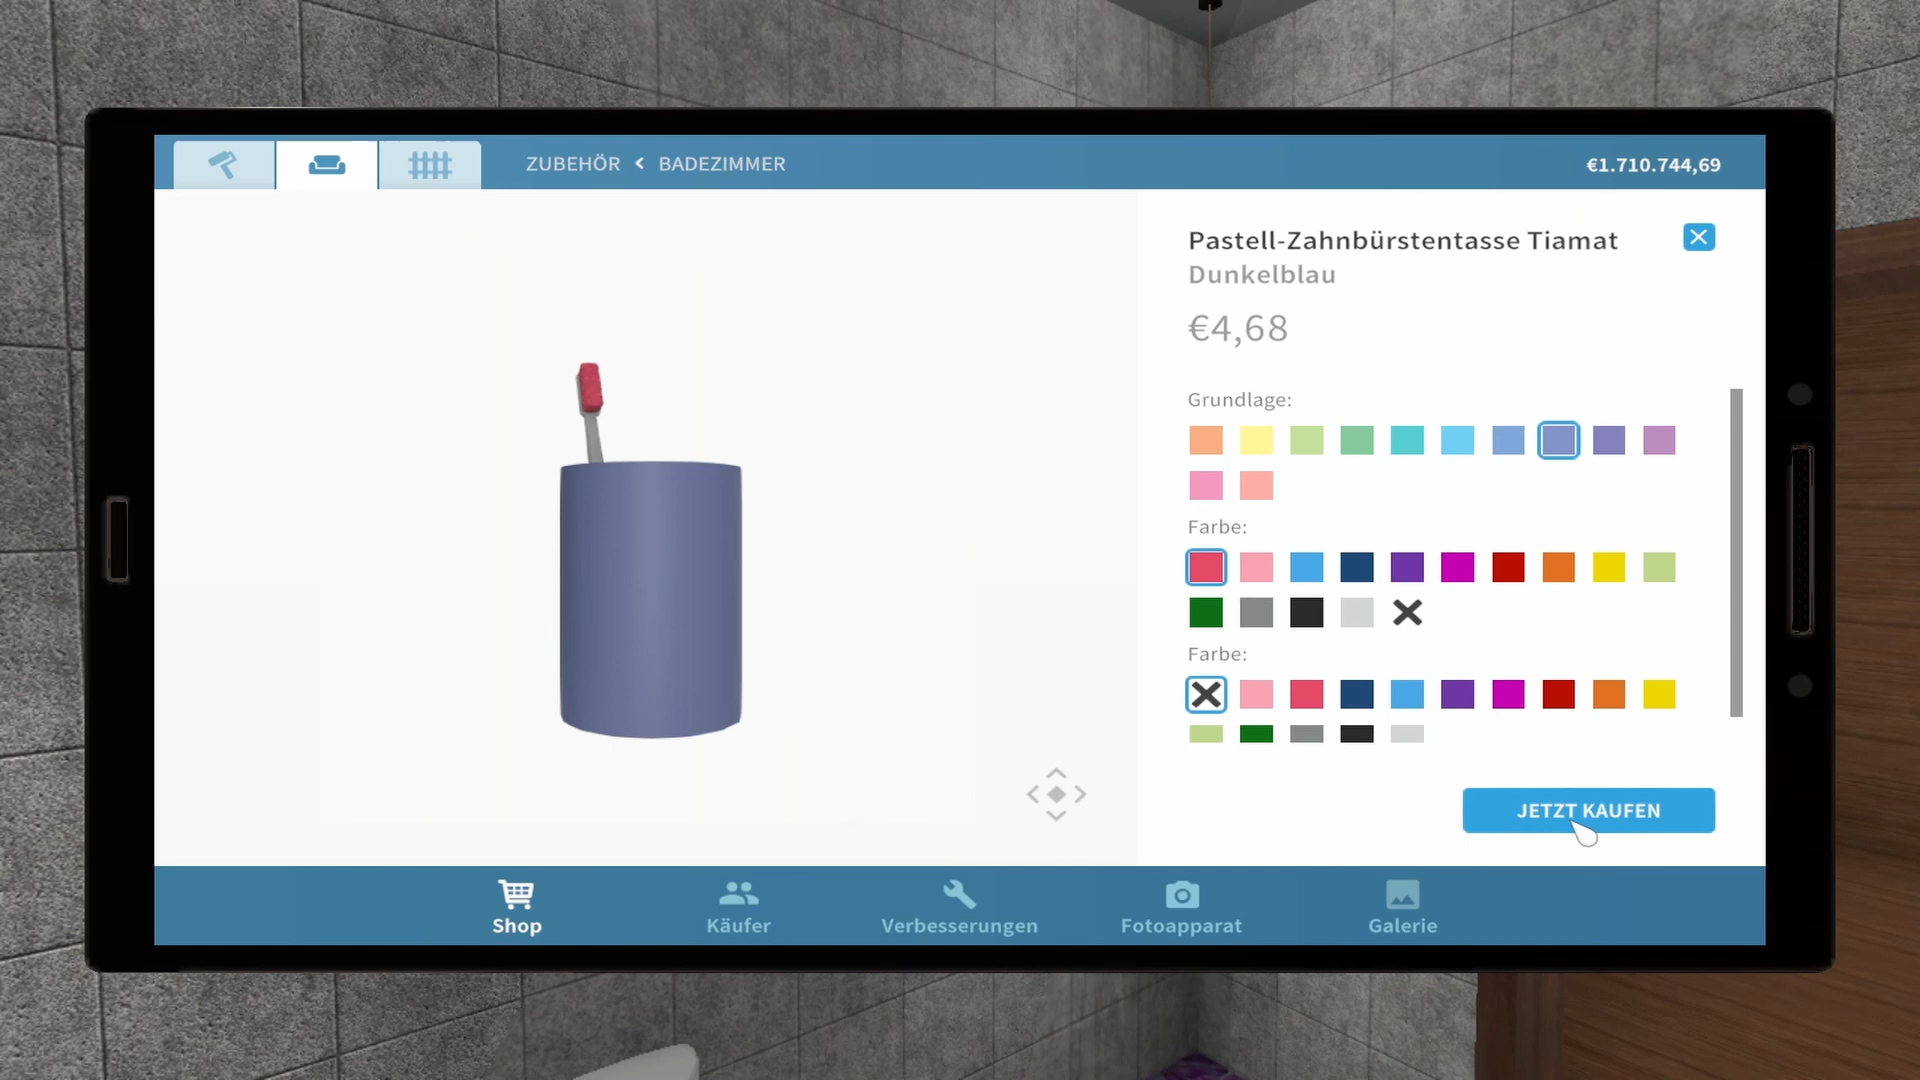 ZUBEHÖR < BADEZIMMER
€1.710.744,69
Pastell-Zahnbürstentasse Tiamat
Dunkelblau
€4,68
Grundlage:
Farbe:
Farbe:
JETZT KAUFEN
Shop
Käufer
Verbesserungen
Fotoapparat
Galerie